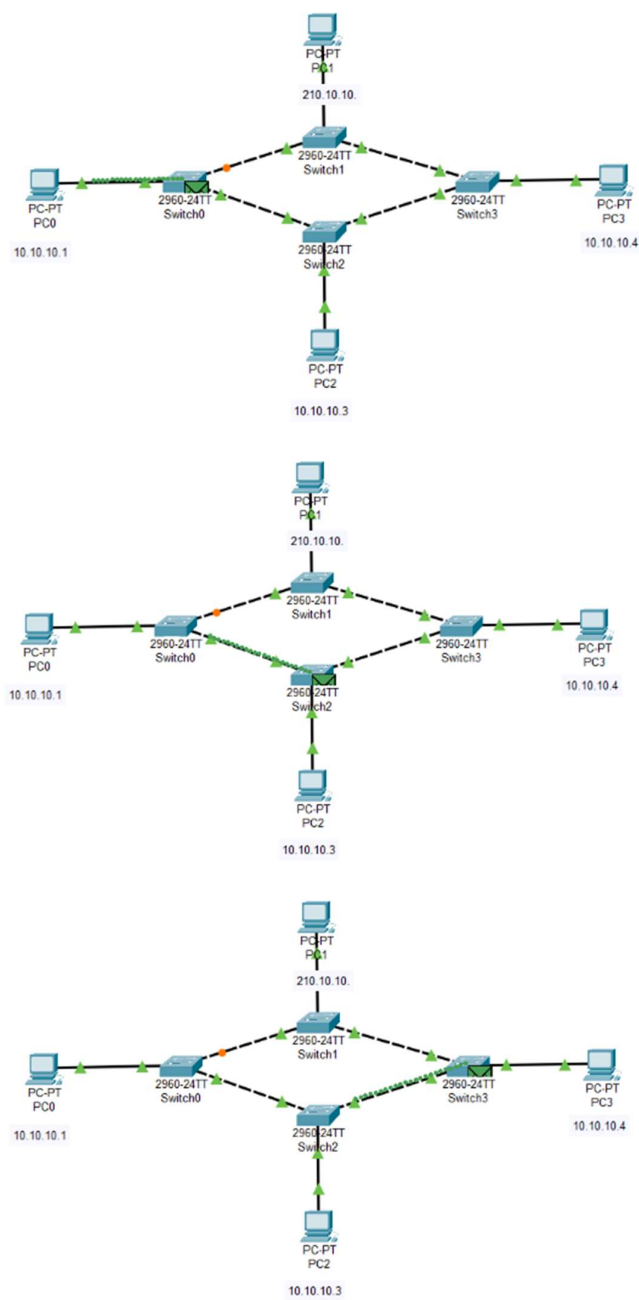 PC-PT
PC1
210.10.10.
2960-24TT
Switch1
PC-PT
PC0
2960-24TT
Switch0
2960-24TT
Switch3
PC-PT
PC3
10.10.10.1
10.10.10.4
2960-24TT
Switch2
PC-PT
PC2
10.10.10.3
PC-PT
PC1
210.10.10.
2960-24TT
Switch1
PC-PT
PC0
2960-24TT
Switch0
2960-24TT
Switch3
PC-PT
PC3
10.10.10.1
10.10.10.4
2960-24TT
Switch2
PC-PT
PC2
10.10.10.3
PC-PT
PC1
210.10.10.
2960-24TT
Switch1
PC-PT
PC0
2960-24TT
Switch0
2960-24TT
Switch3
PC-PT
PC3
10.10.10.1
10.10.10.4
2960-24TT
Switch2
PC-PT
PC2
10.10.10.3